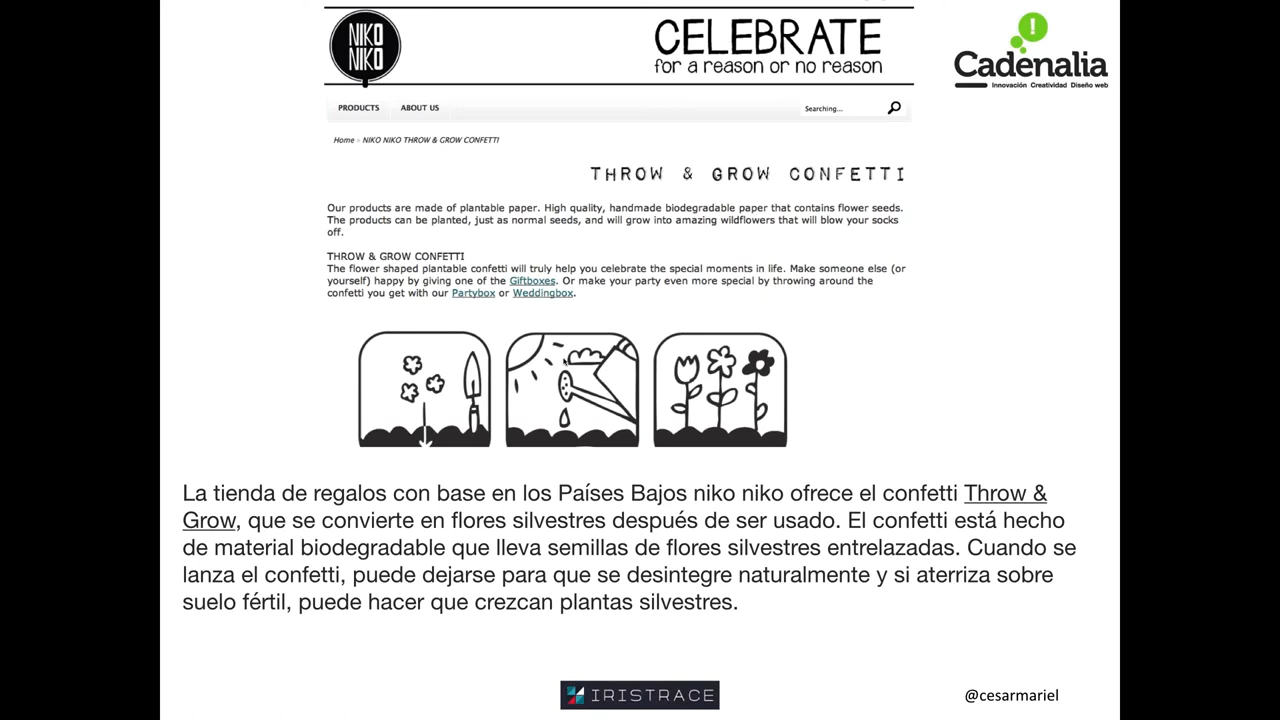 NIKO
NIKO
CELEBRATE
for a reason or no reason
!
Cadenalia
Innovación Creatividad Diseño web
PRODUCTS ABOUT US Searching...
Home » NIKO NIKO THROW & GROW CONFETTI
THROW & GROW CONFETTI
Our products are made of plantable paper. High quality, handmade biodegradable paper that contains flower seeds.
The products can be planted, just as normal seeds, and will grow into amazing wildflowers that will blow your socks
off.
THROW & GROW CONFETTI
The flower shaped plantable confetti will truly help you celebrate the special moments in life. Make someone else (or
yourself) happy by giving one of the Giftboxes. Or make your party even more special by throwing around the
confetti you get with our Partybox or Weddingbox.
La tienda de regalos con base en los Países Bajos niko niko ofrece el confetti Throw &
Grow, que se convierte en flores silvestres después de ser usado. El confetti está hecho
de material biodegradable que lleva semillas de flores silvestres entrelazadas. Cuando se
lanza el confetti, puede dejarse para que se desintegre naturalmente y si aterriza sobre
suelo fértil, puede hacer que crezcan plantas silvestres.
IRISTRACE
@cesarmariel